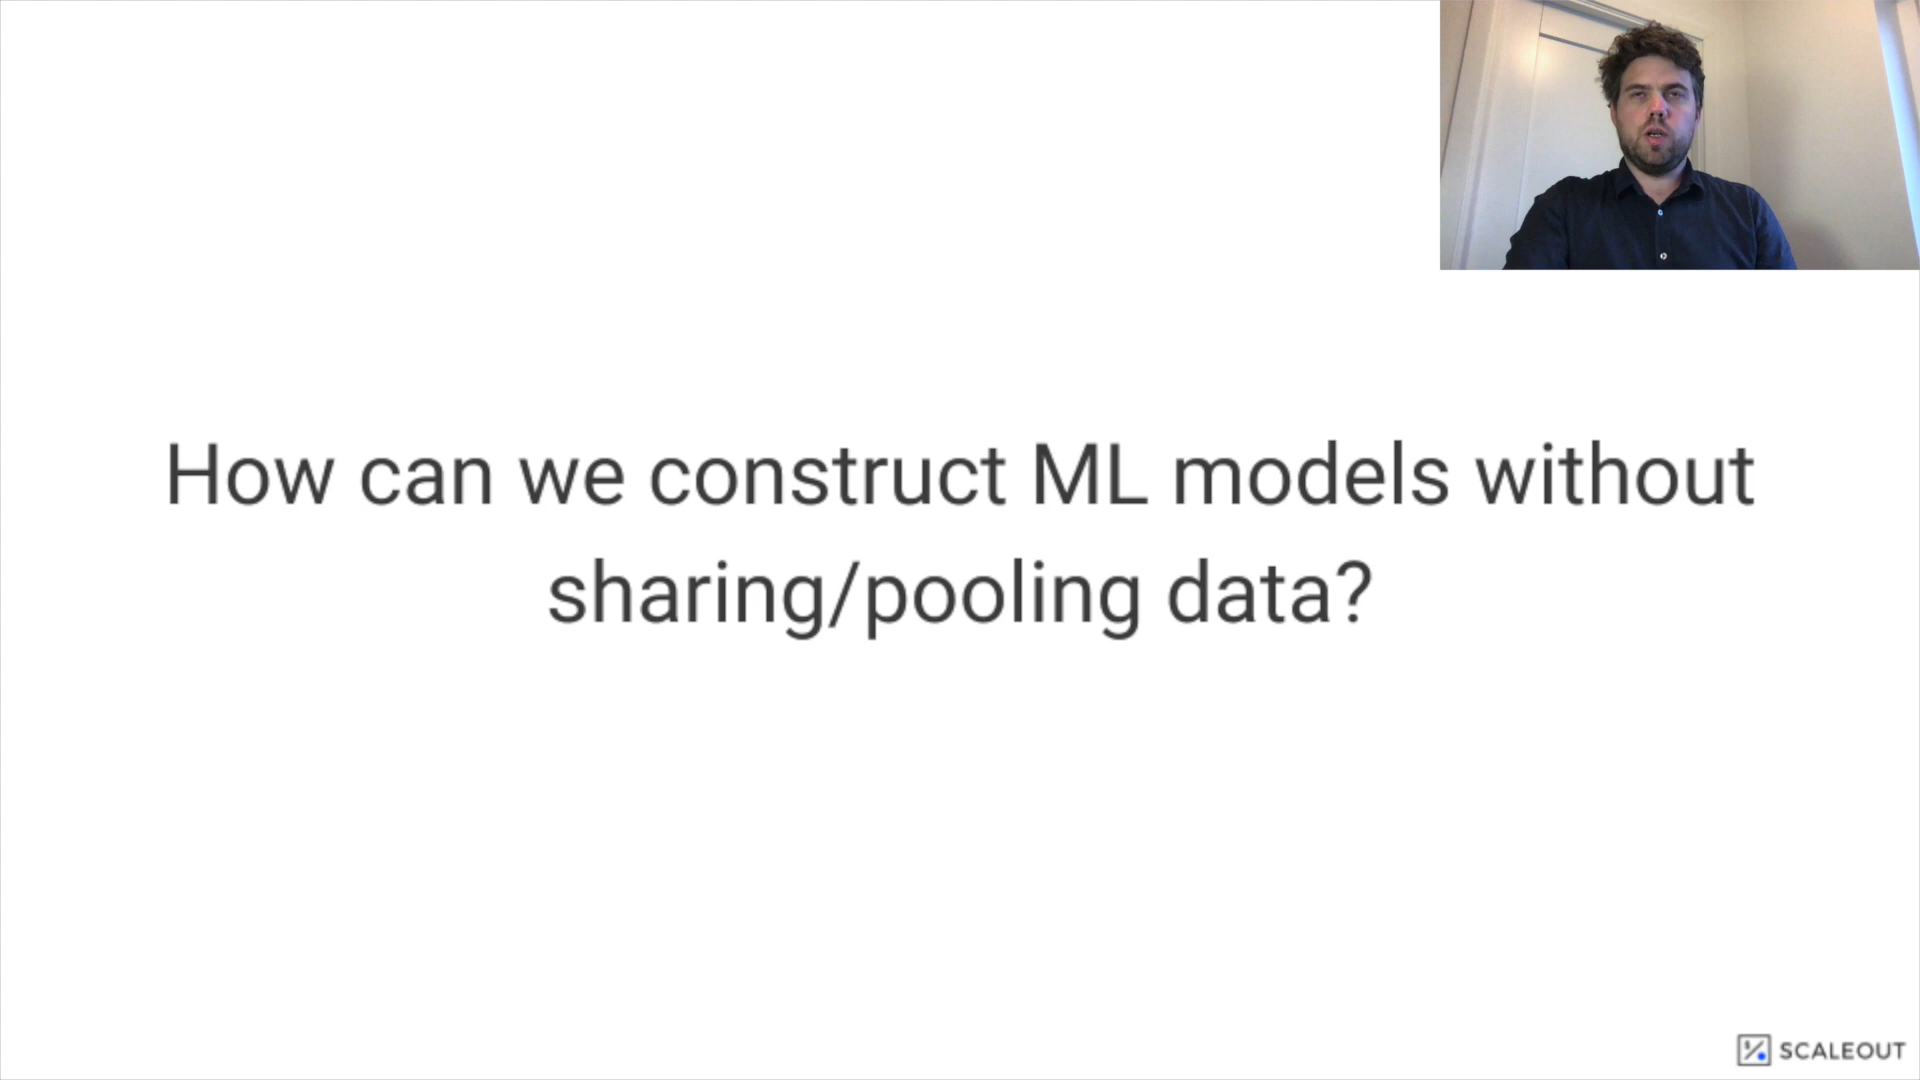 How can we construct ML models without
sharing/pooling data?
SCALEOUT